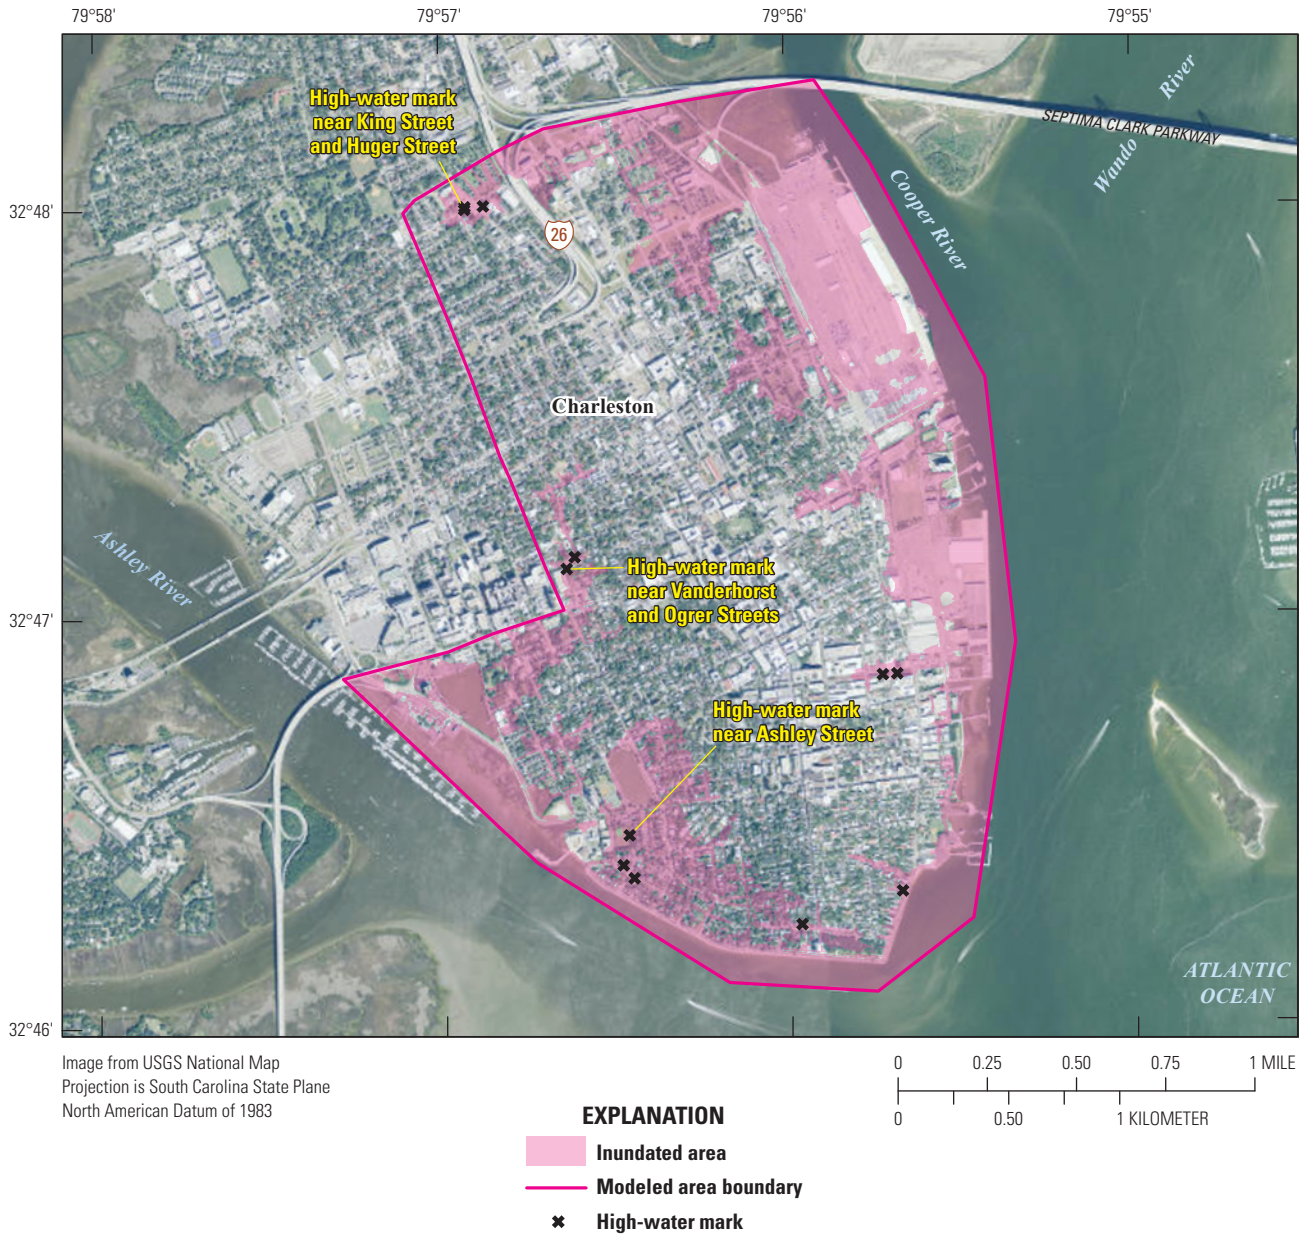 79°58'
79°57'
79°56'
79°55'
High-water mark
near King Street
and Huger Street
River
SEPTIMA CLARK PARKWAY
Wando
Cooper River
32°48'
26
Charleston
Ashley River
High-water mark
near Vanderhorst
and Ogrer Streets
32°47'
High-water mark
near Ashley Street
ATLANTIC
OCEAN
32°46'
Image from USGS National Map
Projection is South Carolina State Plane
North American Datum of 1983
0 0.25 0.50 0.75 1 MILE
0 0.50 1 KILOMETER
EXPLANATION
Inundated area
Modeled area boundary
High-water mark